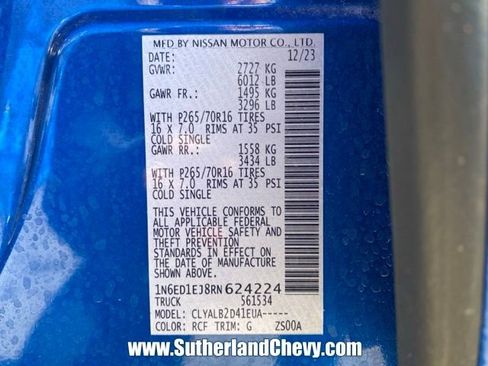 MFD BY NISSAN MOTOR CO., LTD.
DATE: 12/23
GVWR: 2727 KG
6012 LB
GAWR FR.: 1495 KG
3296 LB
WITH P265/70R16 TIRES
16 X 7.0 RIMS AT 35 PSI
COLD SINGLE
GAWR RR.: 1558 KG
3434 LB
WITH P265/70R16 TIRES
16 X 7.0 RIMS AT 35 PSI
COLD SINGLE
THIS VEHICLE CONFORMS TO
ALL APPLICABLE FEDERAL
MOTOR VEHICLE SAFETY AND
THEFT PREVENTION
STANDARDS IN EFFECT ON
THE DATE OF MANUFACTURE
SHOWN ABOVE.
1N6ED1EJ8RN624224
TRUCK 561534
MODEL: CLYALB2D41EUA-----
COLOR: RCF TRIM: G ZS00A
www.SutherlandChevy.com